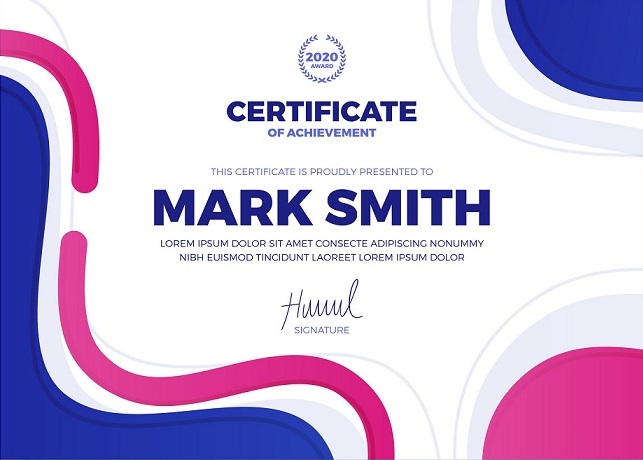 2020
AWARD
CERTIFICATE
OF ACHIEVEMENT
THIS CERTIFICATE IS PROUDLY PRESENTED TO
MARK SMITH
LOREM IPSUM DOLOR SIT AMET CONSECTE ADIPISCING NONUMMY
NIBH EUISMOD TINCIDUNT LAOREET LOREM IPSUM DOLOR
SIGNATURE